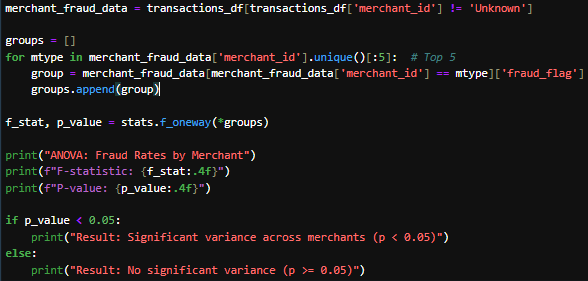 merchant_fraud_data = transactions_df[transactions_df['merchant_id'] != 'Unknown']
groups = []
for mtype in merchant_fraud_data['merchant_id'].unique()[:5]:  # Top 5
    group = merchant_fraud_data[merchant_fraud_data['merchant_id'] == mtype]['fraud_flag']
    groups.append(group)
f_stat, p_value = stats.f_oneway(*groups)
print("ANOVA: Fraud Rates by Merchant")
print(f"F-statistic: {f_stat:.4f}")
print(f"P-value: {p_value:.4f}")
if p_value < 0.05:
    print("Result: Significant variance across merchants (p < 0.05)")
else:
    print("Result: No significant variance (p >= 0.05)")